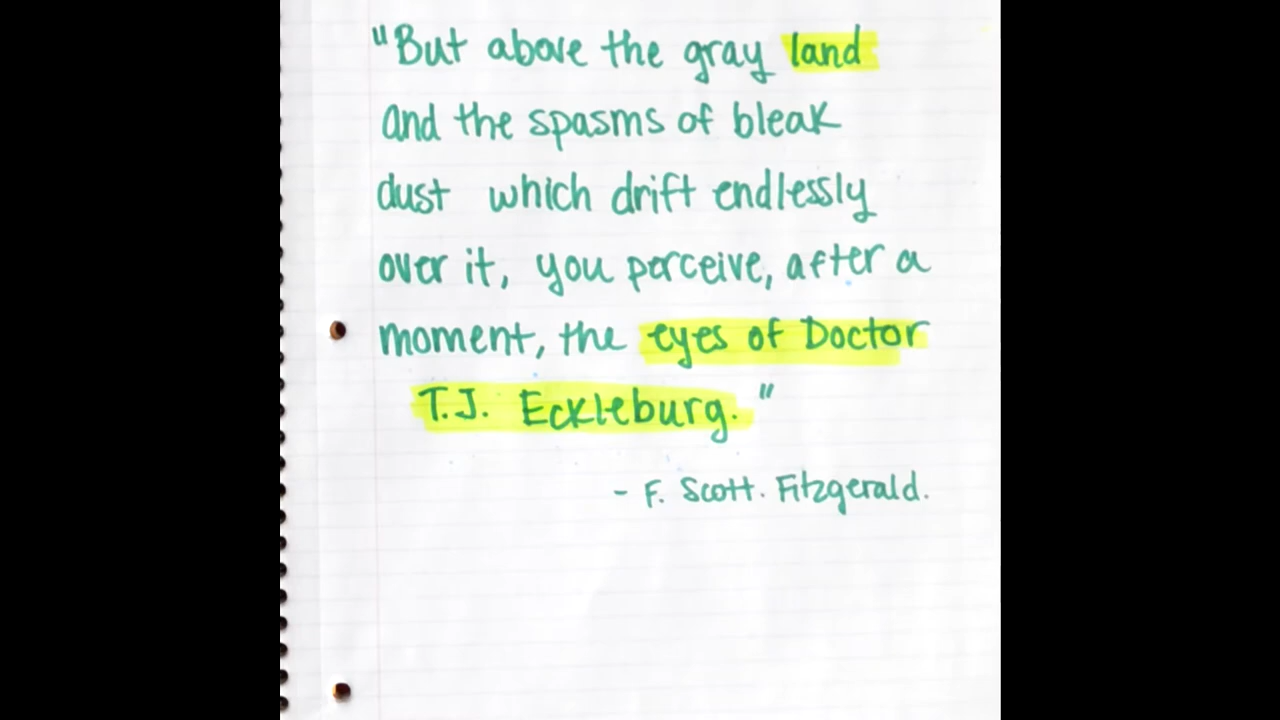 "But above the gray land
and the spasms of bleak
dust which drift endlessly
over it, you perceive, after a
moment, the eyes of Doctor
T.J. Eckleburg."
- F. Scott. Fitzgerald.